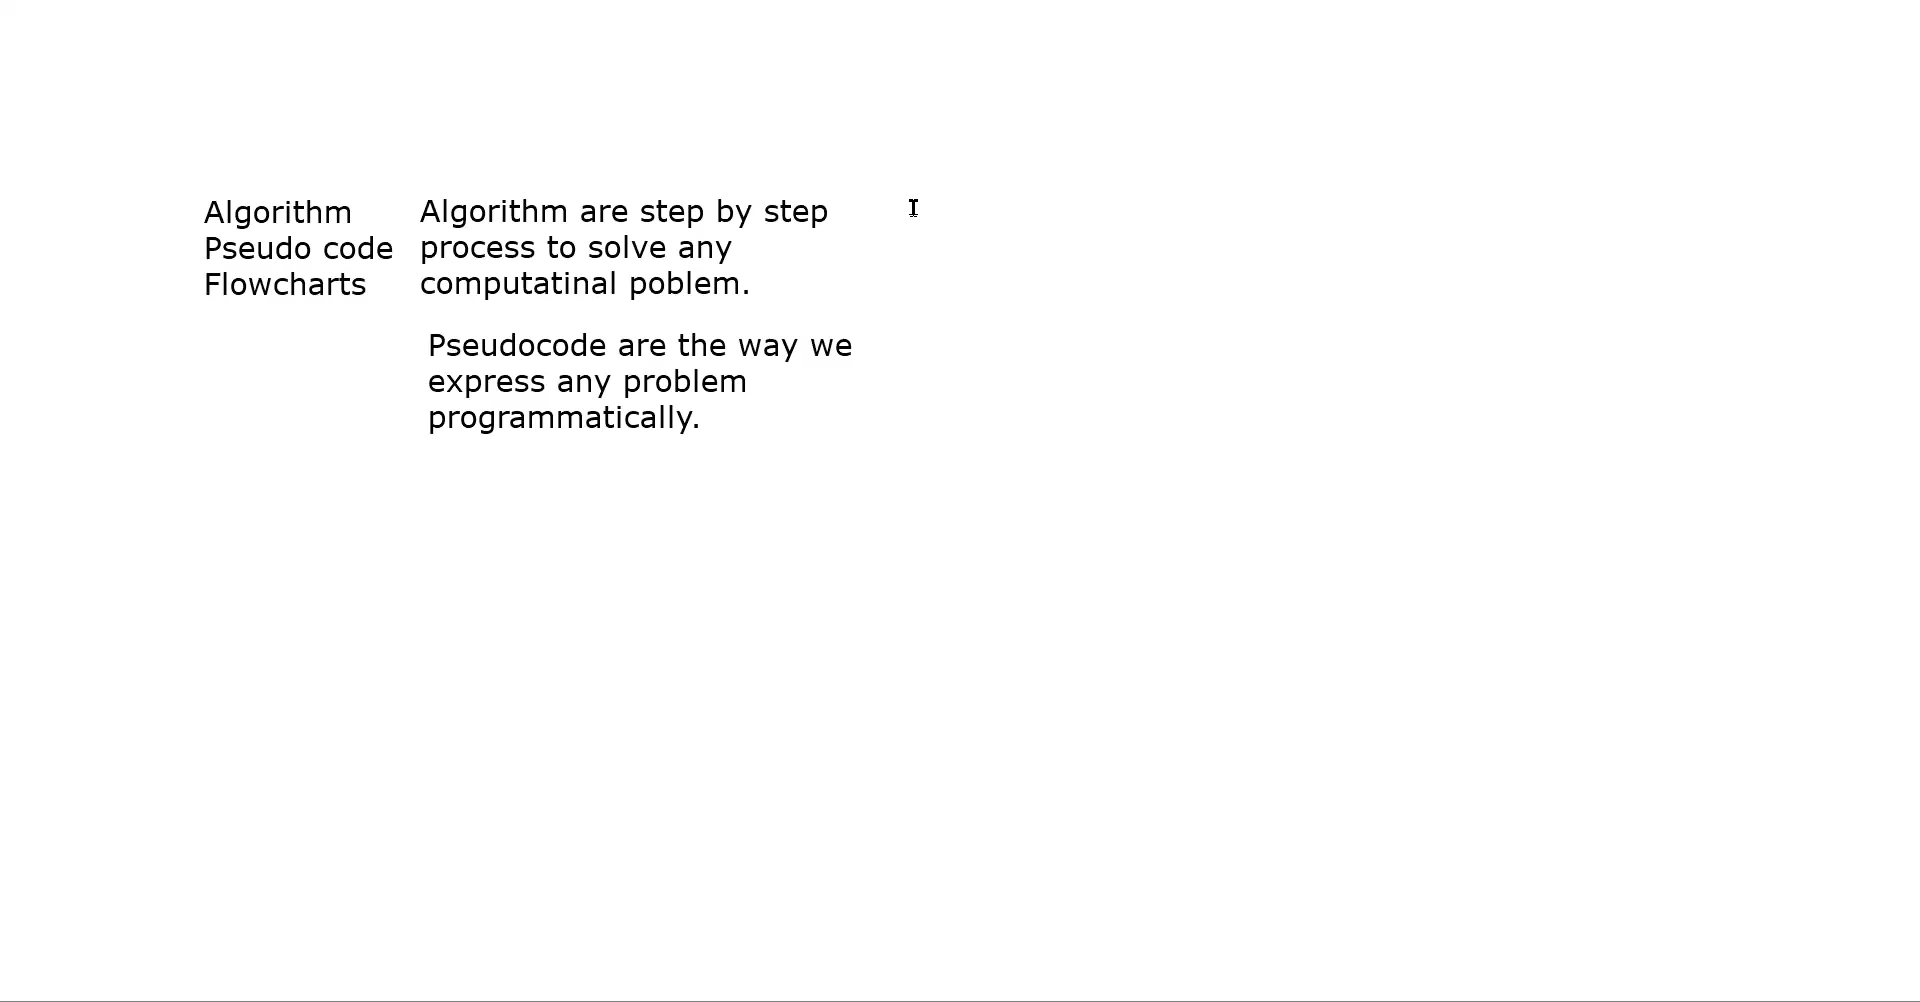 Algorithm
Pseudo code
Flowcharts
Algorithm are step by step
process to solve any
computatinal poblem.
Pseudocode are the way we
express any problem
programmatically.